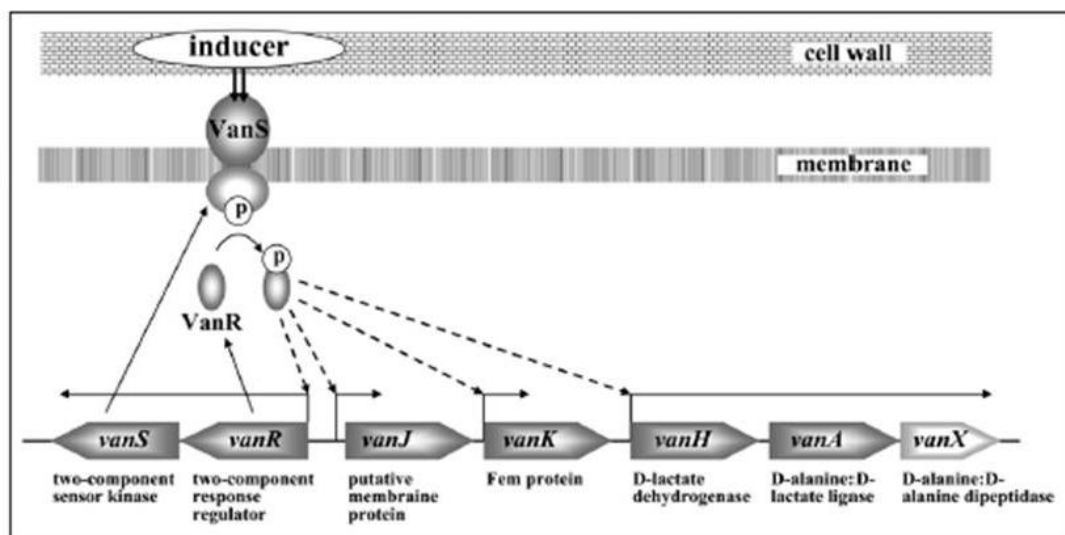 inducer
cell wall
VanS
membrane
p
p
VanR
vanS
vanR
vanJ
vanK
vanH
vanA
vanX
two-component
sensor kinase
two-component
response
regulator
putative
membraine
protein
Fem protein
D-lactate
dehydrogenase
D-alanine:D-
lactate ligase
D-alanine:D-
alanine dipeptidase